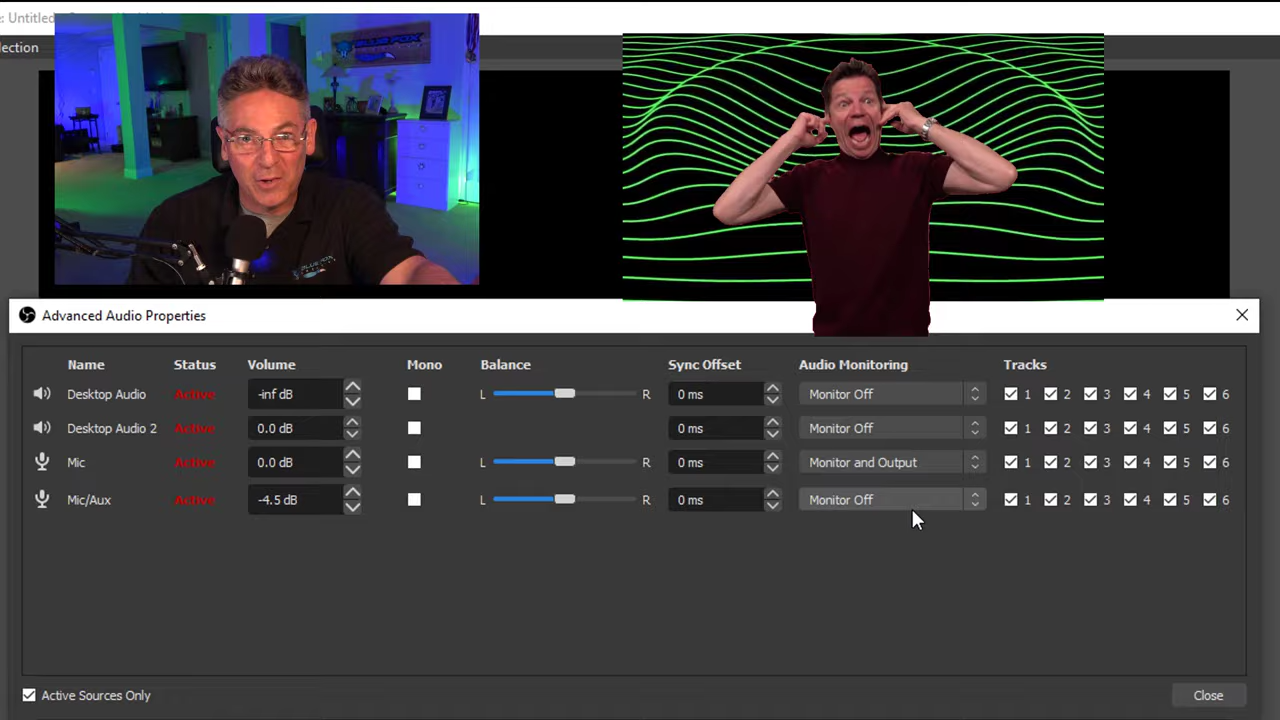 : Untitled
lection
BLUE FOX
Advanced Audio Properties
Name Status Volume Mono Balance Sync Offset Audio Monitoring Tracks
Desktop Audio Active -inf dB L R 0 ms Monitor Off 1 2 3 4 5 6
Desktop Audio 2 Active 0.0 dB 0 ms Monitor Off 1 2 3 4 5 6
Mic Active 0.0 dB L R 0 ms Monitor and Output 1 2 3 4 5 6
Mic/Aux Active -4.5 dB L R 0 ms Monitor Off 1 2 3 4 5 6
Active Sources Only
Close